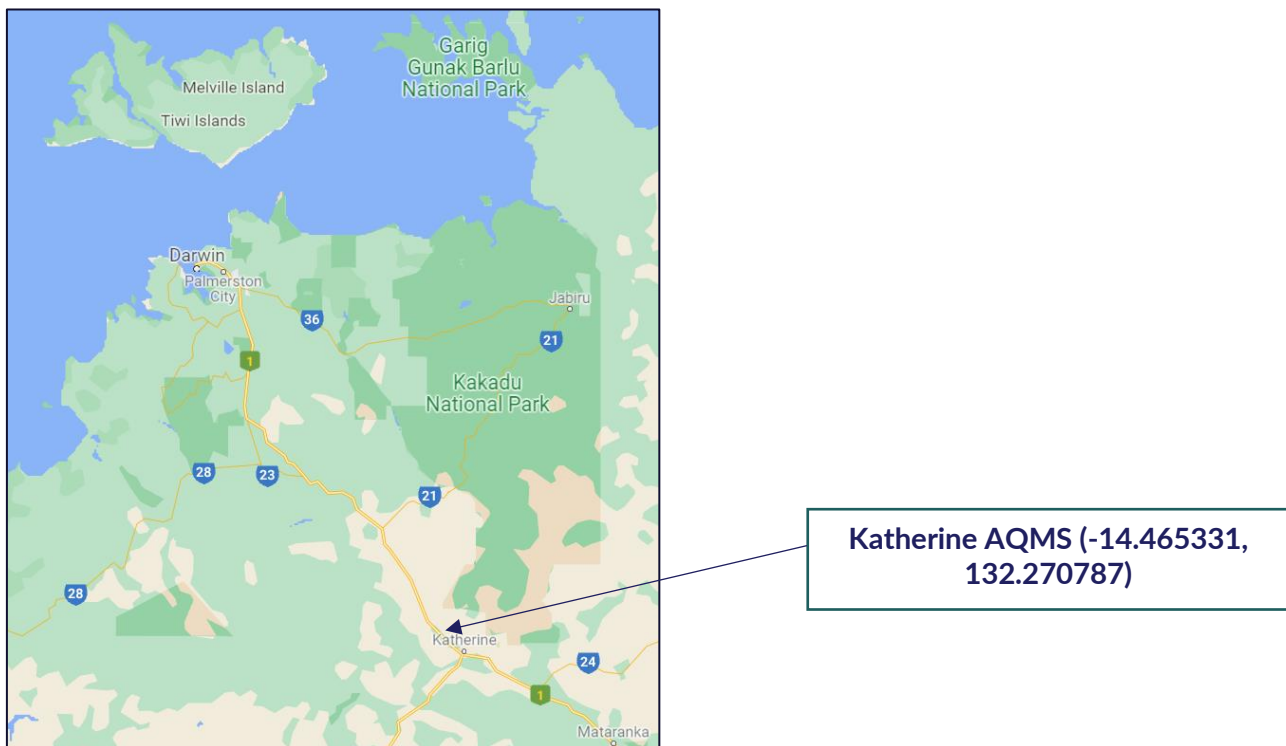 Garig
Gunak Barlu
National Park
Melville Island
Tiwi Islands
Darwin
Palmerston
City
Jabiru
36
21
1
Kakadu
National Park
28
23
21
Katherine AQMS (-14.465331,
132.270787)
28
Katherine
24
1
Mataranka